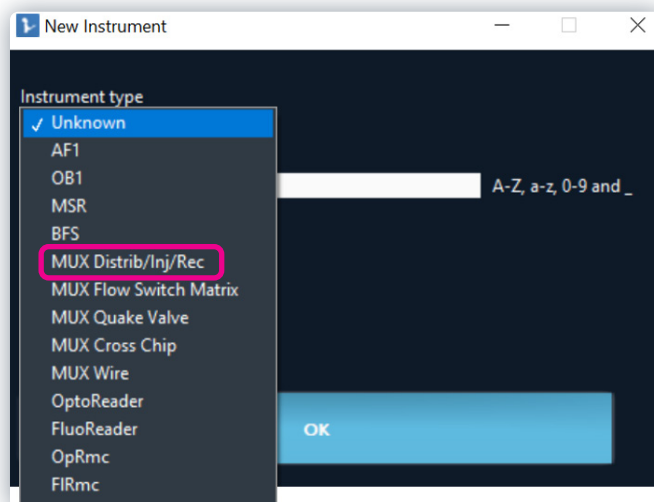 New Instrument
Instrument type
✓ Unknown
AF1
OB1
MSR
A-Z, a-z, 0-9 and _
BFS
MUX Distrib/Inj/Rec
MUX Flow Switch Matrix
MUX Quake Valve
MUX Cross Chip
MUX Wire
OptoReader
FluoReader
OK
OpRmc
FlRmc